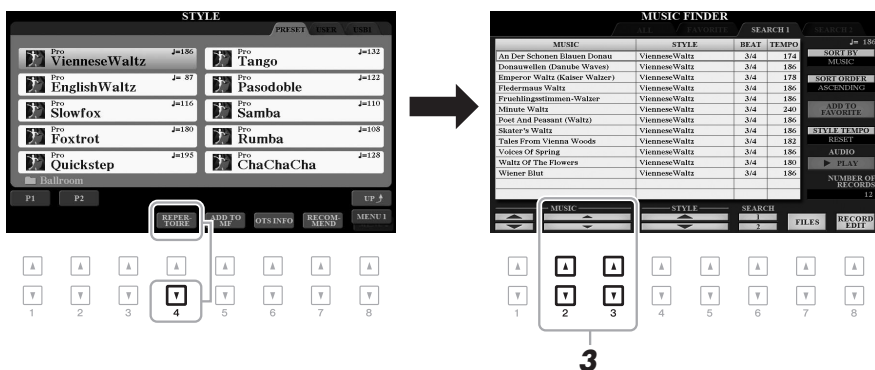 STYLE
PRESET USER USB1
Pro ♩=186
VienneseWaltz
Pro ♩=132
Tango
Pro ♩= 87
EnglishWaltz
Pro ♩=122
Pasodoble
Pro ♩=116
Slowfox
Pro ♩=110
Samba
Pro ♩=180
Foxtrot
Pro ♩=108
Rumba
Pro ♩=195
Quickstep
Pro ♩=128
ChaChaCha
Ballroom
P1 P2 UP
REPER-
TOIRE
ADD TO
MF
OTS INFO
RECOM-
MEND
MENU 1
1 2 3 4 5 6 7 8
MUSIC FINDER
ALL FAVORITE SEARCH 1 SEARCH 2
MUSIC STYLE BEAT TEMPO
An Der Schonen Blauen Donau VienneseWaltz 3/4 174
Donauwellen (Danube Waves) VienneseWaltz 3/4 186
Emperor Waltz (Kaiser Walzer) VienneseWaltz 3/4 178
Fledermaus Waltz VienneseWaltz 3/4 186
Fruehlingsstimmen-Walzer VienneseWaltz 3/4 186
Minute Waltz VienneseWaltz 3/4 240
Poet And Peasant (Waltz) VienneseWaltz 3/4 186
Skater's Waltz VienneseWaltz 3/4 186
Tales From Vienna Woods VienneseWaltz 3/4 182
Voices Of Spring VienneseWaltz 3/4 186
Waltz Of The Flowers VienneseWaltz 3/4 180
Wiener Blut VienneseWaltz 3/4 186
♩= 186
SORT BY
MUSIC
SORT ORDER
ASCENDING
ADD TO
FAVORITE
STYLE TEMPO
RESET
AUDIO
PLAY
NUMBER OF
RECORDS
12
MUSIC STYLE SEARCH
1
2
FILES
RECORD
EDIT
1 2 3 4 5 6 7 8
3